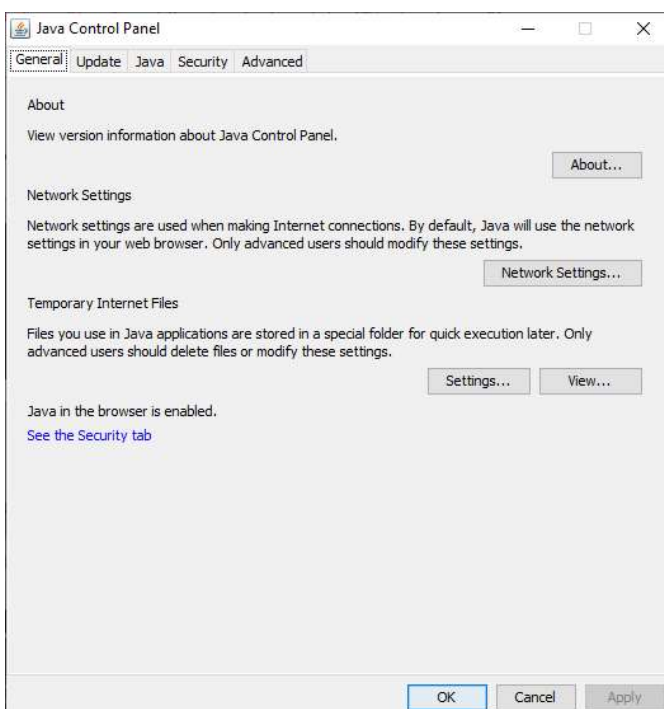 Java Control Panel
General Update Java Security Advanced
About
View version information about Java Control Panel.
About...
Network Settings
Network settings are used when making Internet connections. By default, Java will use the network
settings in your web browser. Only advanced users should modify these settings.
Network Settings...
Temporary Internet Files
Files you use in Java applications are stored in a special folder for quick execution later. Only
advanced users should delete files or modify these settings.
Settings... View...
Java in the browser is enabled.
See the Security tab
OK Cancel Apply